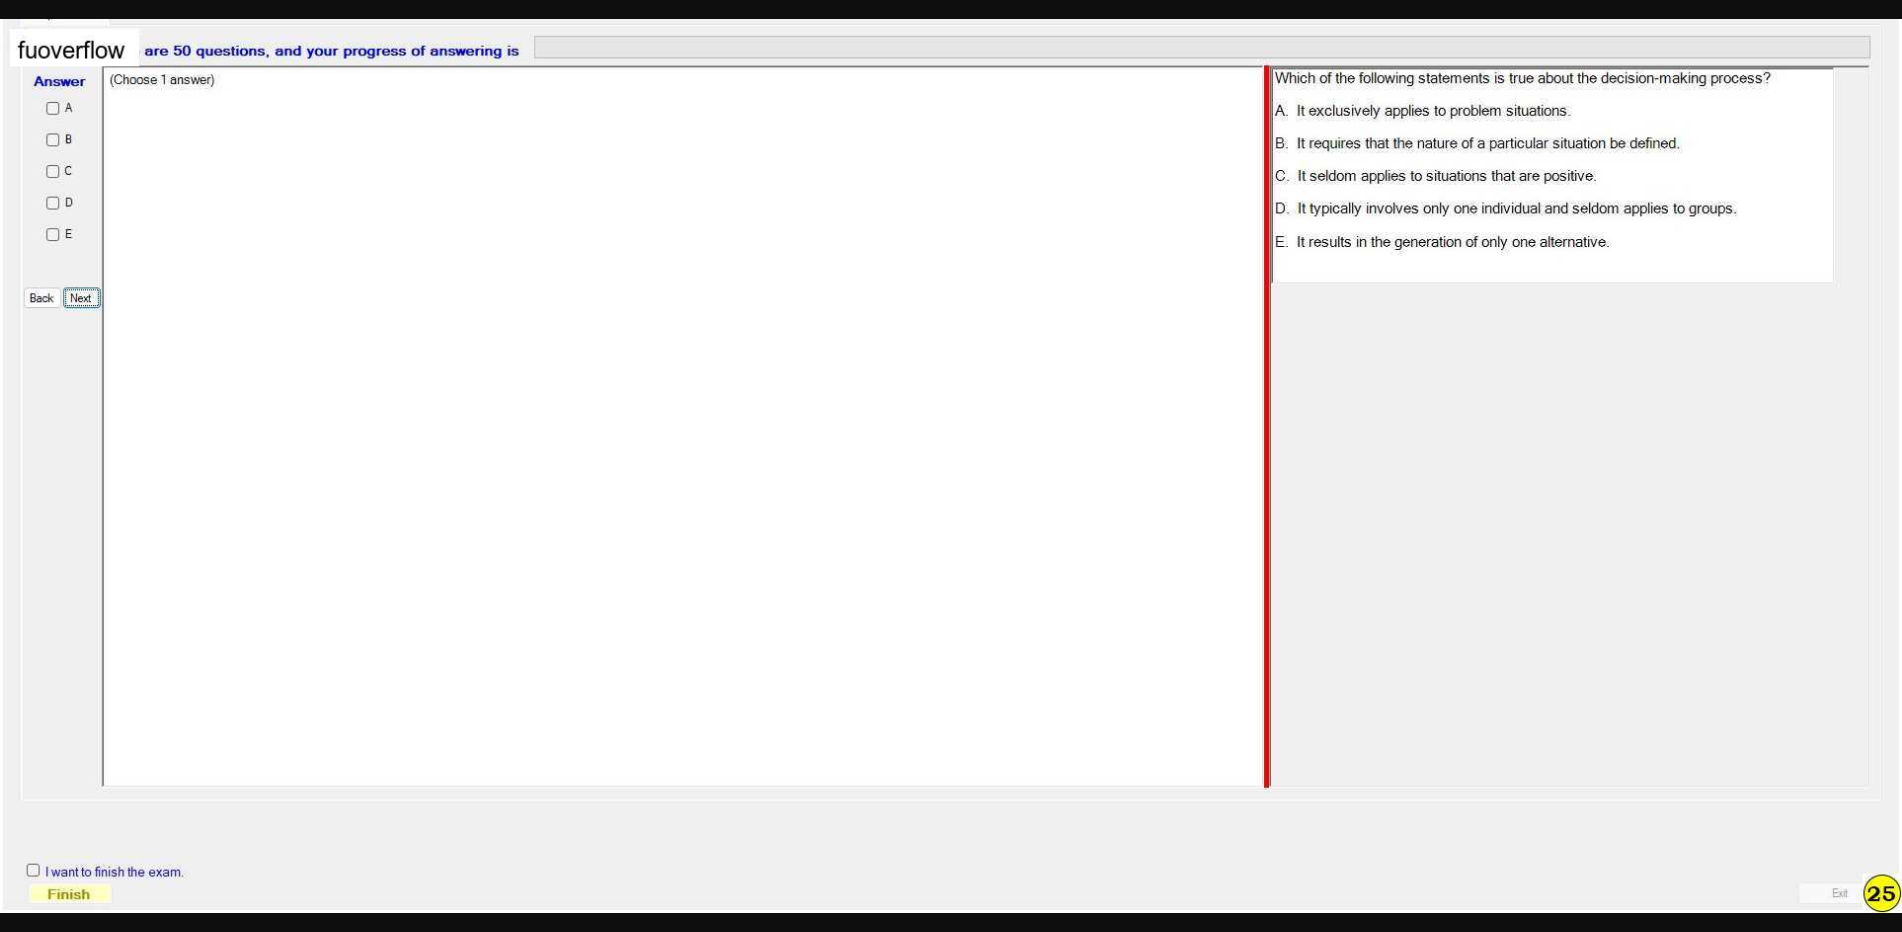 fuoverflow are 50 questions, and your progress of answering is
Answer
(Choose 1 answer)
A
B
C
D
E
Back Next
Which of the following statements is true about the decision-making process?
A. It exclusively applies to problem situations.
B. It requires that the nature of a particular situation be defined.
C. It seldom applies to situations that are positive.
D. It typically involves only one individual and seldom applies to groups.
E. It results in the generation of only one alternative.
I want to finish the exam.
Finish
Exit
25